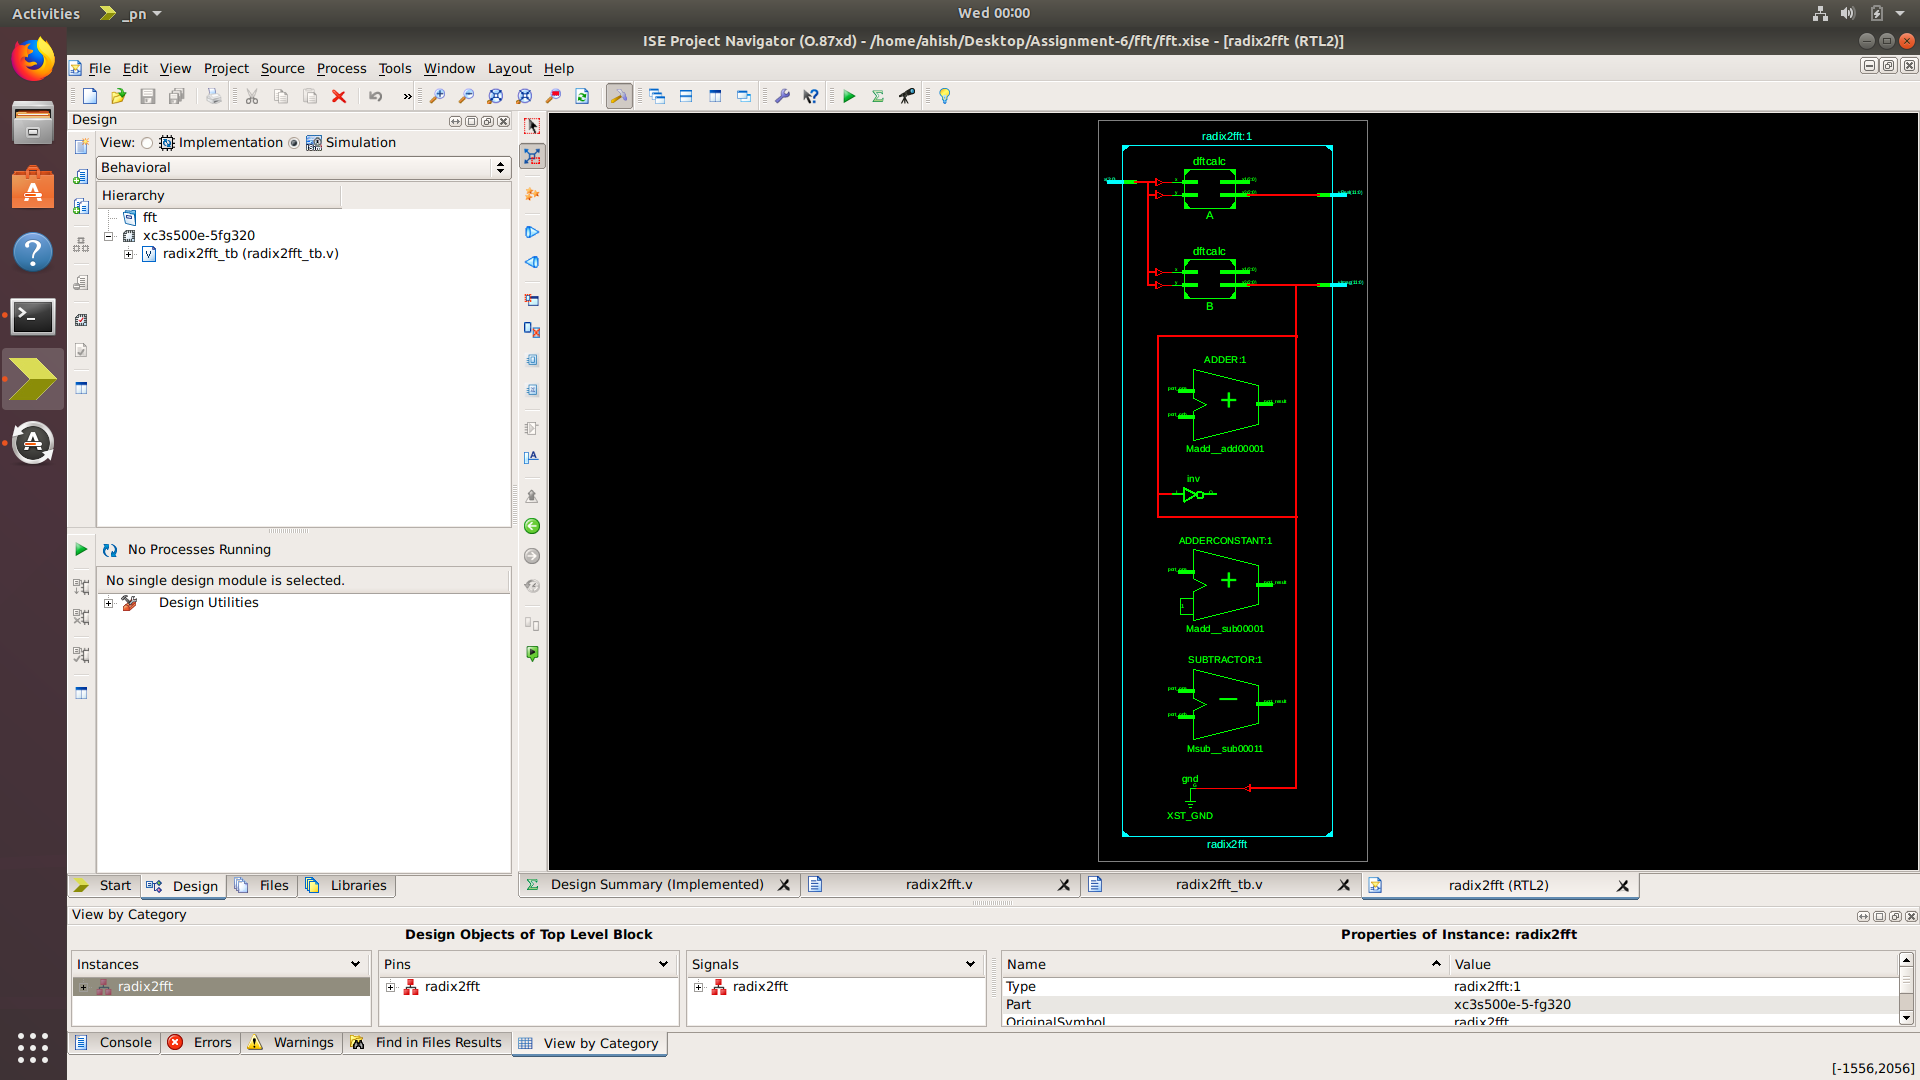 Activities
_pn
Wed 00:00
ISE Project Navigator (O.87xd) - /home/ahish/Desktop/Assignment-6/fft/fft.xise - [radix2fft (RTL2)]
File Edit View Project Source Process Tools Window Layout Help
Design
View: Implementation Simulation
Behavioral
Hierarchy
fft
xc3s500e-5fg320
radix2fft_tb (radix2fft_tb.v)
No Processes Running
No single design module is selected.
Design Utilities
radix2fft:1
dftcalc
A
dftcalc
B
ADDER:1
Madd__add00001
inv
ADDERCONSTANT:1
Madd__sub00001
SUBTRACTOR:1
Msub__sub00011
gnd
XST_GND
radix2fft
Start Design Files Libraries
Design Summary (Implemented) radix2fft.v radix2fft_tb.v radix2fft (RTL2)
View by Category
Design Objects of Top Level Block
Properties of Instance: radix2fft
Instances Pins Signals Name Value
radix2fft radix2fft radix2fft Type radix2fft:1
Part xc3s500e-5-fg320
OriginalSymbol radix2fft
Console Errors Warnings Find in Files Results View by Category
[-1556,2056]